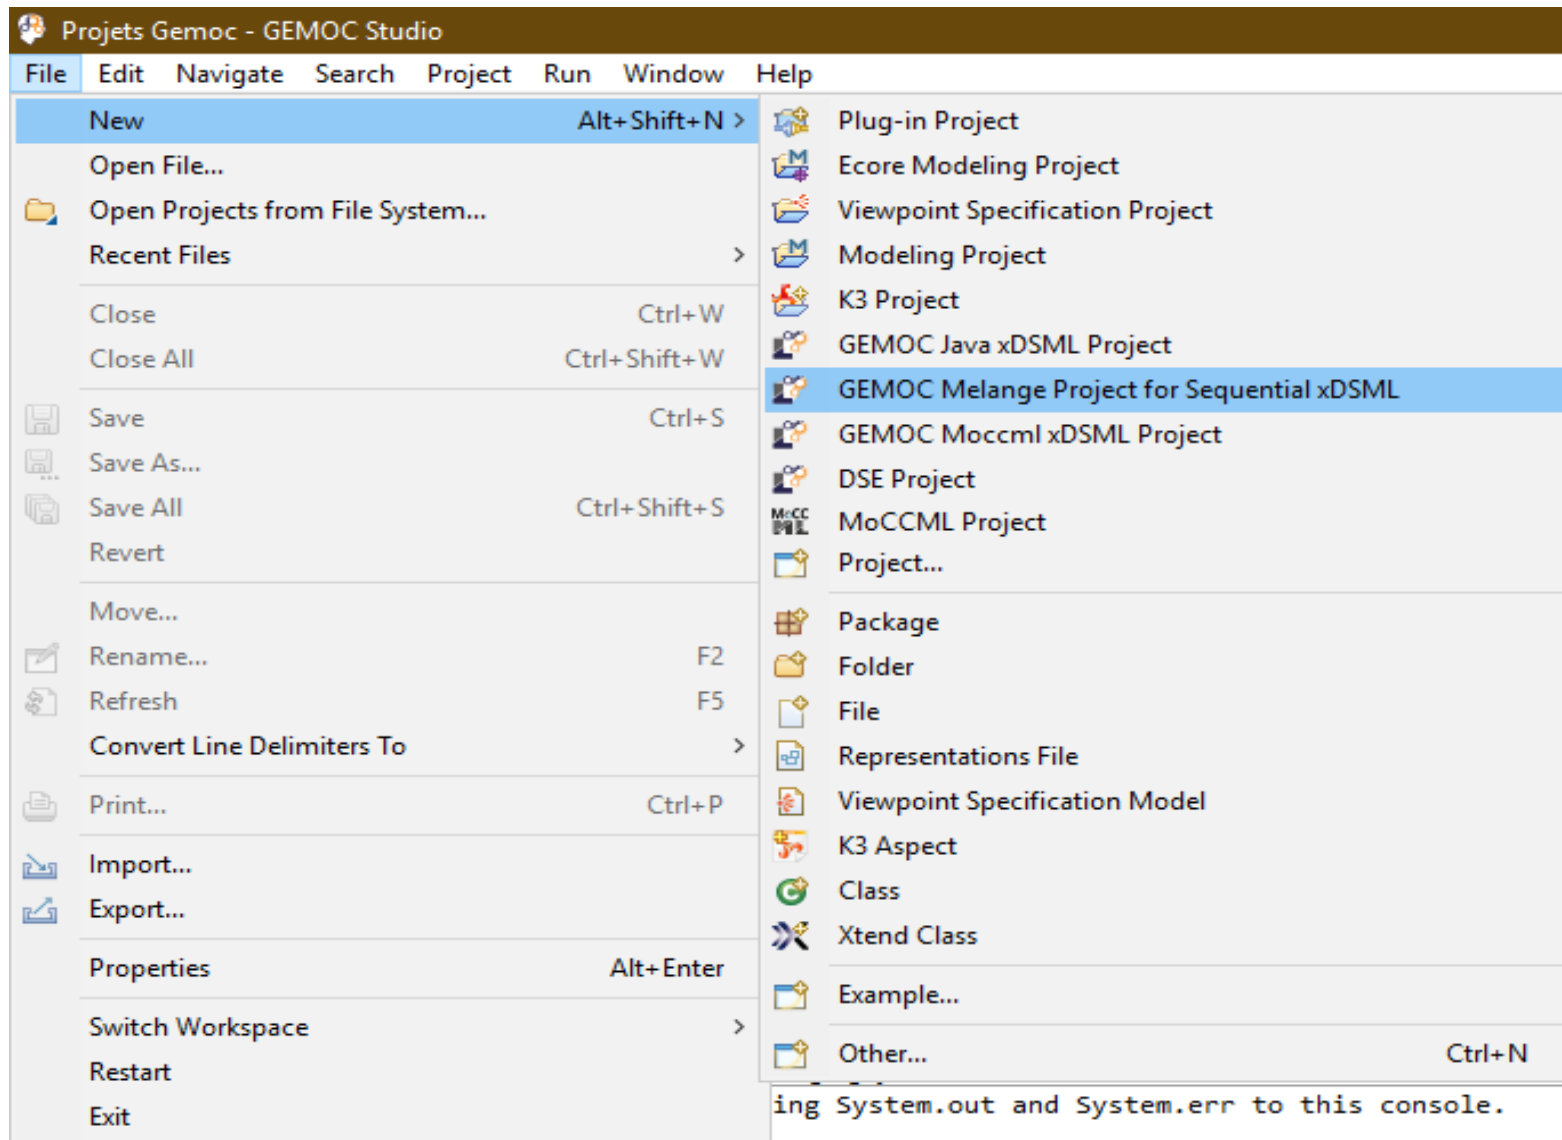 Projets Gemoc - GEMOC Studio
File Edit Navigate Search Project Run Window Help
New Alt+Shift+N >
Open File...
Open Projects from File System...
Recent Files >
Close Ctrl+W
Close All Ctrl+Shift+W
Save Ctrl+S
Save As...
Save All Ctrl+Shift+S
Revert
Move...
Rename... F2
Refresh F5
Convert Line Delimiters To >
Print... Ctrl+P
Import...
Export...
Properties Alt+Enter
Switch Workspace >
Restart
Exit
Plug-in Project
Ecore Modeling Project
Viewpoint Specification Project
Modeling Project
K3 Project
GEMOC Java xDSML Project
GEMOC Melange Project for Sequential xDSML
GEMOC Moccml xDSML Project
DSE Project
MoCCML Project
Project...
Package
Folder
File
Representations File
Viewpoint Specification Model
K3 Aspect
Class
Xtend Class
Example...
Other... Ctrl+N
ing System.out and System.err to this console.